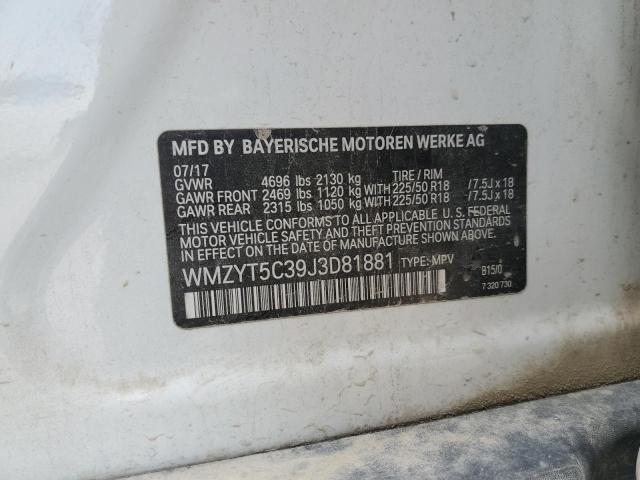 MFD BY BAYERISCHE MOTOREN WERKE AG
07/17 TIRE / RIM
GVWR 4696 lbs 2130 kg
GAWR FRONT 2469 lbs 1120 kg WITH 225/50 R18 /7.5J x 18
GAWR REAR 2315 lbs 1050 kg WITH 225/50 R18 /7.5J x 18
THIS VEHICLE CONFORMS TO ALL APPLICABLE U.S. FEDERAL
MOTOR VEHICLE SAFETY, BUMPER, AND THEFT PREVENTION
STANDARDS IN EFFECT ON THE DATE OF MANUFACTURE SHOWN ABOVE.
WMZYT5C39J3D81881 TYPE: MPV
B15/0
7 320 730